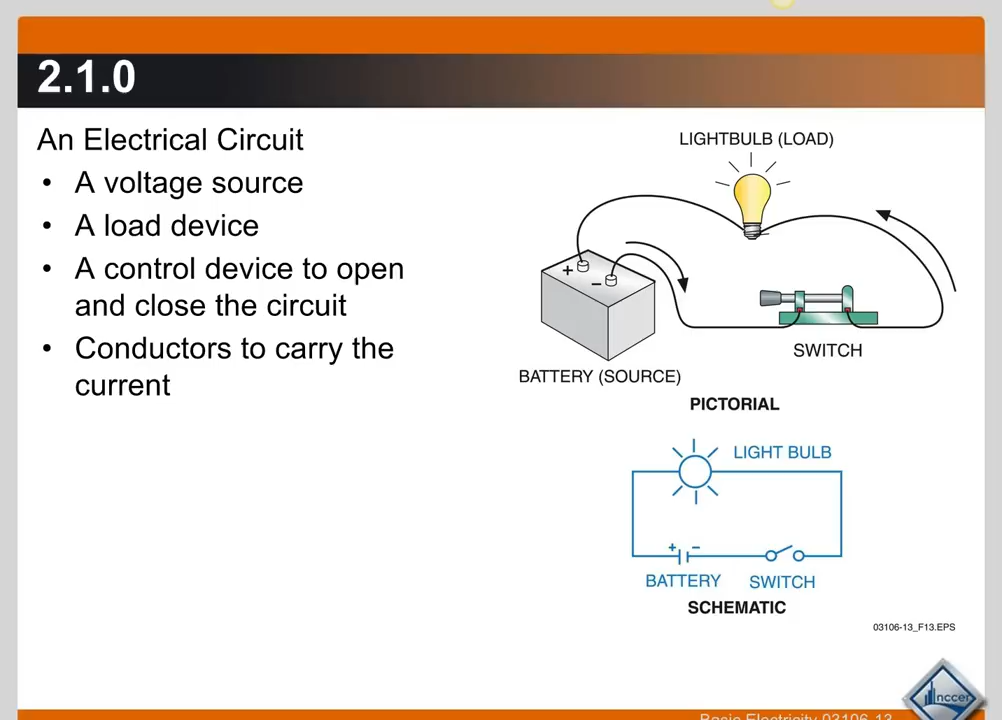 2.1.0
An Electrical Circuit
• A voltage source
• A load device
• A control device to open
and close the circuit
• Conductors to carry the
current
LIGHTBULB (LOAD)
+
−
SWITCH
BATTERY (SOURCE)
PICTORIAL
LIGHT BULB
+ −
BATTERY SWITCH
SCHEMATIC
03106-13_F13.EPS
nccer
Basic Electricity 03106-13